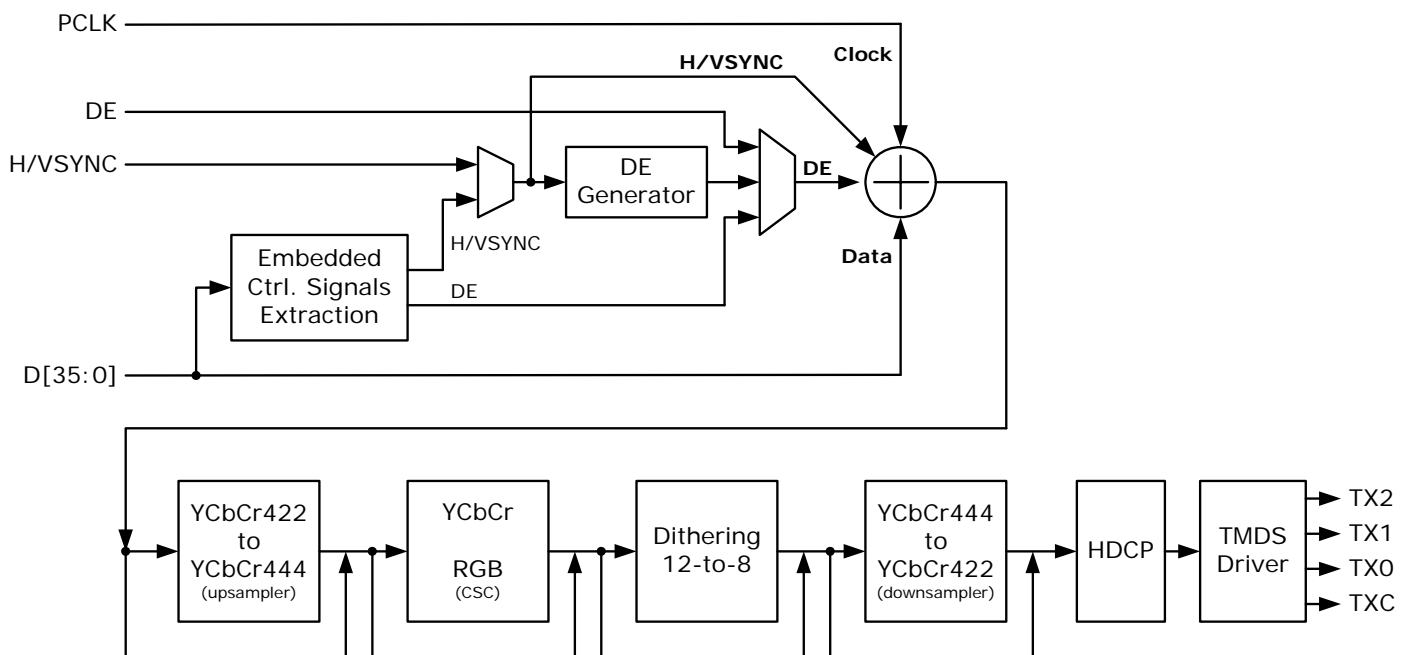 PCLK
Clock
H/VSYNC
DE
H/VSYNC
DE
Generator
DE
H/VSYNC
Embedded
Ctrl. Signals
Extraction
DE
Data
D[35:0]
YCbCr422
to
YCbCr444
(upsampler)
YCbCr
RGB
(CSC)
Dithering
12-to-8
YCbCr444
to
YCbCr422
(downsampler)
HDCP
TMDS
Driver
TX2
TX1
TX0
TXC